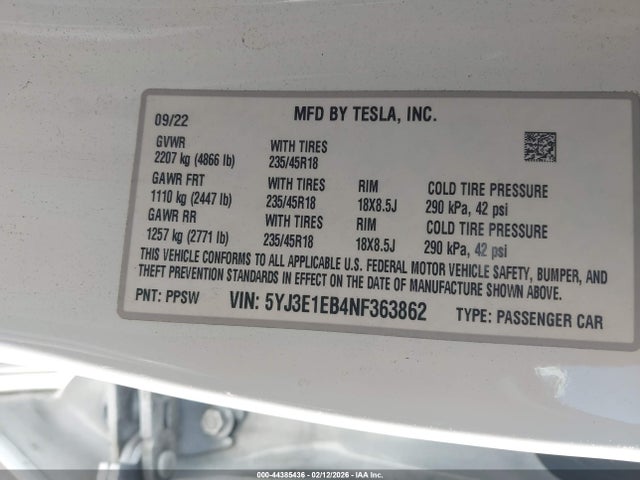 09/22 MFD BY TESLA, INC.
GVWR WITH TIRES
2207 kg (4866 lb) 235/45R18
GAWR FRT WITH TIRES RIM COLD TIRE PRESSURE
1110 kg (2447 lb) 235/45R18 18X8.5J 290 kPa, 42 psi
GAWR RR WITH TIRES RIM COLD TIRE PRESSURE
1257 kg (2771 lb) 235/45R18 18X8.5J 290 kPa, 42 psi
THIS VEHICLE CONFORMS TO ALL APPLICABLE U.S. FEDERAL MOTOR VEHICLE SAFETY, BUMPER, AND
THEFT PREVENTION STANDARDS IN EFFECT ON THE DATE OF MANUFACTURE SHOWN ABOVE.
PNT: PPSW VIN: 5YJ3E1EB4NF363862 TYPE: PASSENGER CAR
000-44385436 - 02/12/2026 - IAAI.COM